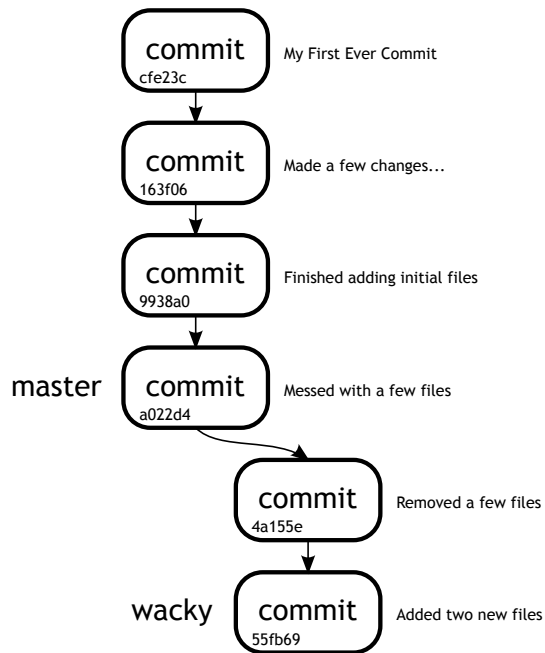 commit
cfe23c
My First Ever Commit
commit
163f06
Made a few changes...
commit
9938a0
Finished adding initial files
master
commit
a022d4
Messed with a few files
commit
4a155e
Removed a few files
wacky
commit
55fb69
Added two new files